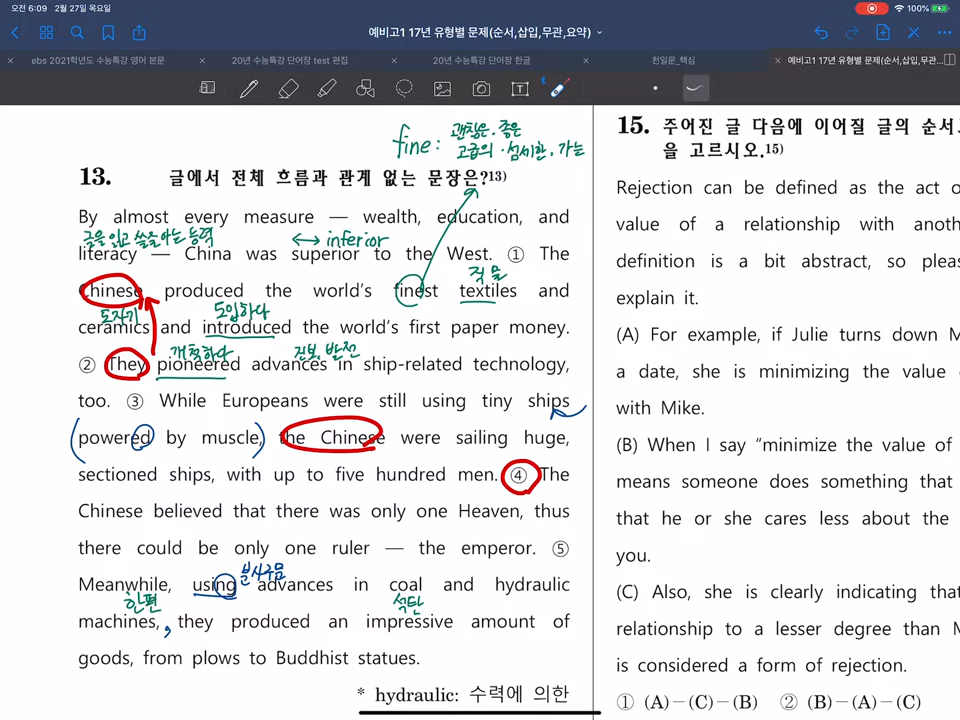 오전 6:09 2월 27일 목요일
100%
예비고1 17년 유형별 문제(순서,삽입,무관,요약)
ebs 2021학년도 수능특강 영어 본문
20년 수능특강 단어장 test 편집
20년 수능특강 단어장 한글
천일문_핵심
예비고1 17년 유형별 문제(순서,삽입,무관,...
fine: 괜찮은·좋은
고급의·섬세한·가는
13. 글에서 전체 흐름과 관계 없는 문장은?13)
By almost every measure — wealth, education, and
글을 읽고 쓸줄아는 능력 ↔ inferior
literacy — China was superior to the West. ① The
직물
Chinese produced the world's finest textiles and
도자기 도입하다
ceramics and introduced the world's first paper money.
개척하다 진보, 발전
② They pioneered advances in ship-related technology,
too. ③ While Europeans were still using tiny ships
(powered by muscle,) the Chinese were sailing huge,
sectioned ships, with up to five hundred men. ④ The
Chinese believed that there was only one Heaven, thus
there could be only one ruler — the emperor. ⑤
분사구문
Meanwhile, using advances in coal and hydraulic
한편 석탄
machines, they produced an impressive amount of
goods, from plows to Buddhist statues.
* hydraulic: 수력에 의한
15. 주어진 글 다음에 이어질 글의 순서
을 고르시오.15)
Rejection can be defined as the act o
value of a relationship with anoth
definition is a bit abstract, so pleas
explain it.
(A) For example, if Julie turns down M
a date, she is minimizing the value
with Mike.
(B) When I say “minimize the value of
means someone does something that
that he or she cares less about the
you.
(C) Also, she is clearly indicating that
relationship to a lesser degree than M
is considered a form of rejection.
① (A)－(C)－(B) ② (B)－(A)－(C)